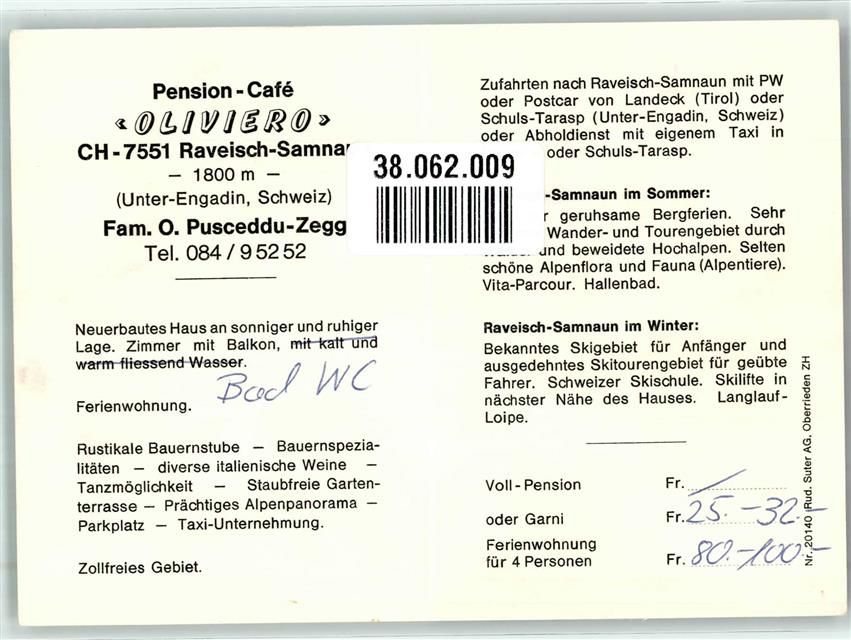 Pension-Café
«OLIVIERO»
CH-7551 Raveisch-Samnau
— 1800 m —
(Unter-Engadin, Schweiz)
Fam. O. Pusceddu-Zegg
Tel. 084 / 9 52 52
Neuerbautes Haus an sonniger und ruhiger
Lage. Zimmer mit Balkon, mit kalt und
warm fliessend Wasser.
Bad WC
Ferienwohnung.
Rustikale Bauernstube — Bauernspezia-
litäten — diverse italienische Weine —
Tanzmöglichkeit — Staubfreie Garten-
terrasse — Prächtiges Alpenpanorama —
Parkplatz — Taxi-Unternehmung.
Zollfreies Gebiet.
38.062.009
Zufahrten nach Raveisch-Samnaun mit PW
oder Postcar von Landeck (Tirol) oder
Schuls-Tarasp (Unter-Engadin, Schweiz)
oder Abholdienst mit eigenem Taxi in
oder Schuls-Tarasp.
-Samnaun im Sommer:
geruhsame Bergferien. Sehr
Wander- und Tourengebiet durch
und beweidete Hochalpen. Selten
schöne Alpenflora und Fauna (Alpentiere).
Vita-Parcour. Hallenbad.
Raveisch-Samnaun im Winter:
Bekanntes Skigebiet für Anfänger und
ausgedehntes Skitourengebiet für geübte
Fahrer. Schweizer Skischule. Skilifte in
nächster Nähe des Hauses. Langlauf-
Loipe.
Voll-Pension Fr. /
oder Garni Fr. 25.-–32.-
Ferienwohnung
für 4 Personen Fr. 80.-–100.-
Nr. 20140 Rud. Suter AG, Oberrieden ZH